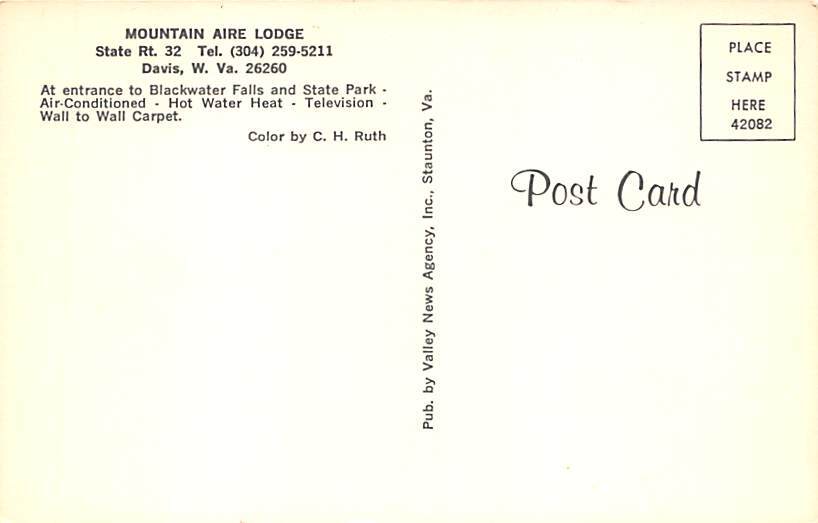 MOUNTAIN AIRE LODGE
State Rt. 32 Tel. (304) 259-5211
Davis, W. Va. 26260
At entrance to Blackwater Falls and State Park -
Air-Conditioned - Hot Water Heat - Television -
Wall to Wall Carpet.
Color by C. H. Ruth
Pub. by Valley News Agency, Inc., Staunton, Va.
PLACE
STAMP
HERE
42082
Post Card